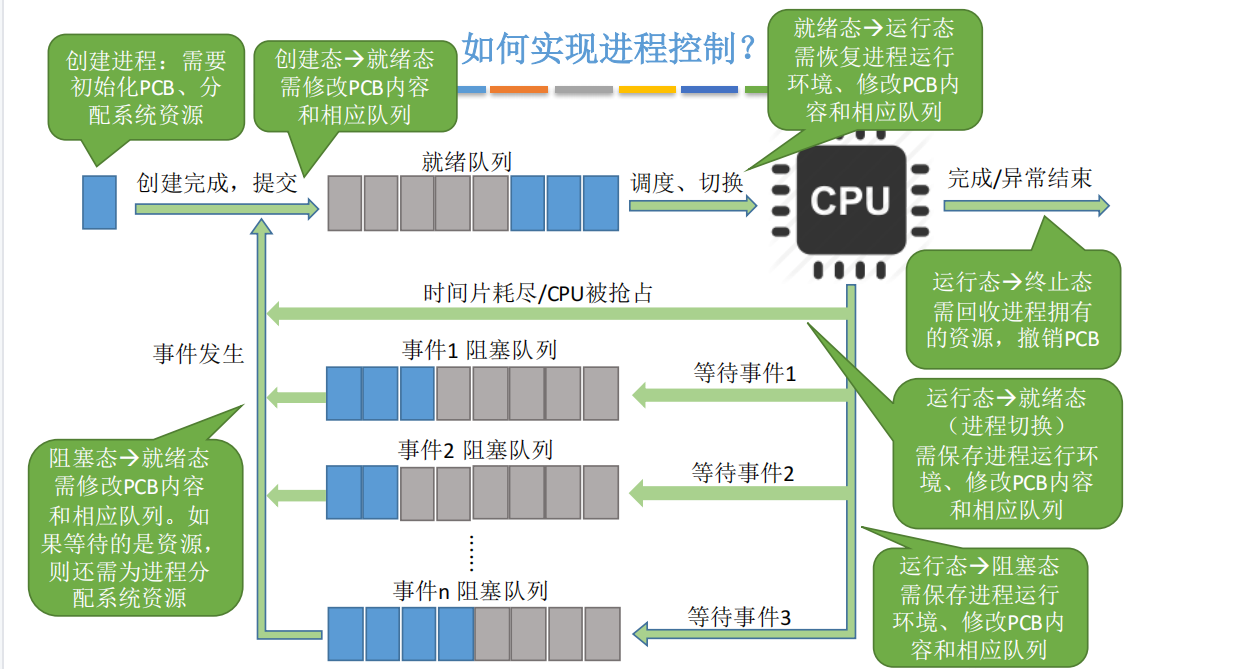 如何实现进程控制？
创建进程：需要
初始化PCB、分
配系统资源
创建态→就绪态
需修改PCB内容
和相应队列
就绪态→运行态
需恢复进程运行
环境、修改PCB内
容和相应队列
创建完成，提交
就绪队列
调度、切换
CPU
完成/异常结束
运行态→终止态
需回收进程拥有
的资源，撤销PCB
时间片耗尽/CPU被抢占
事件发生
事件1 阻塞队列
等待事件1
运行态→就绪态
（进程切换）
需保存进程运行环
境、修改PCB内容
和相应队列
事件2 阻塞队列
等待事件2
阻塞态→就绪态
需修改PCB内容
和相应队列。如
果等待的是资源，
则还需为进程分
配系统资源
……
事件n 阻塞队列
等待事件3
运行态→阻塞态
需保存进程运行
环境、修改PCB内
容和相应队列